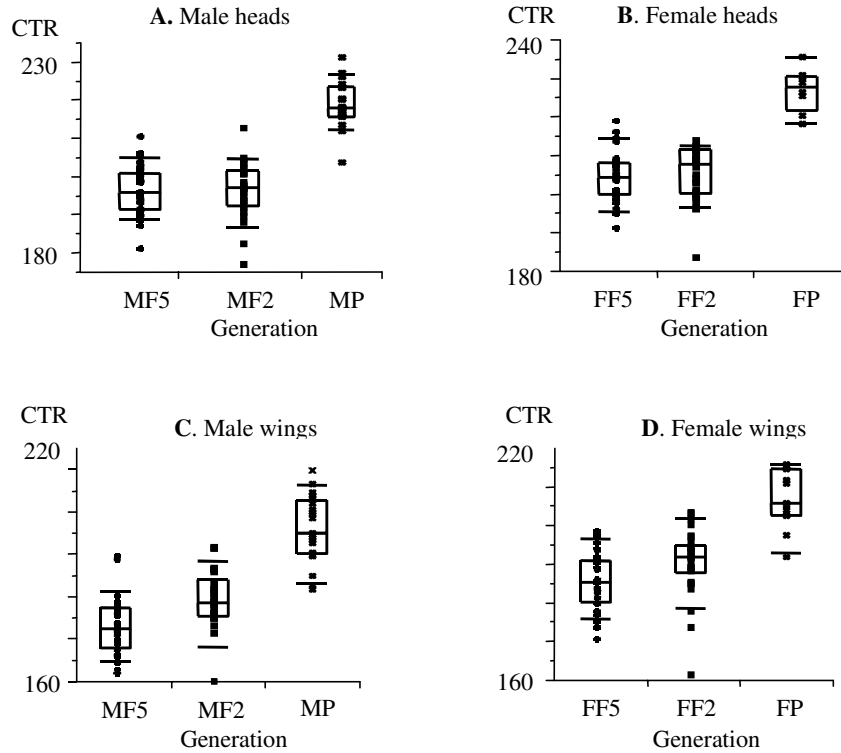 CTR
A. Male heads
230
180
MF5 MF2 MP
Generation
CTR
B. Female heads
240
180
FF5 FF2 FP
Generation
CTR
C. Male wings
220
160
MF5 MF2 MP
Generation
CTR
D. Female wings
220
160
FF5 FF2 FP
Generation